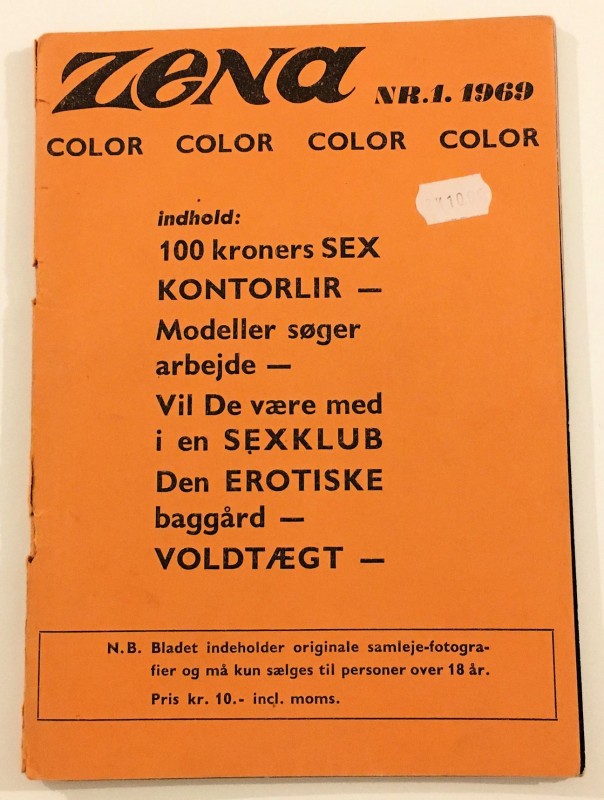 zena NR.1. 1969
COLOR COLOR COLOR COLOR
indhold:
100 kroners SEX
KONTORLIR —
Modeller søger
arbejde —
Vil De være med
i en SEXKLUB
Den EROTISKE
baggård —
VOLDTÆGT —
N.B. Bladet indeholder originale samleje-fotogra-
fier og må kun sælges til personer over 18 år.
Pris kr. 10.- incl. moms.